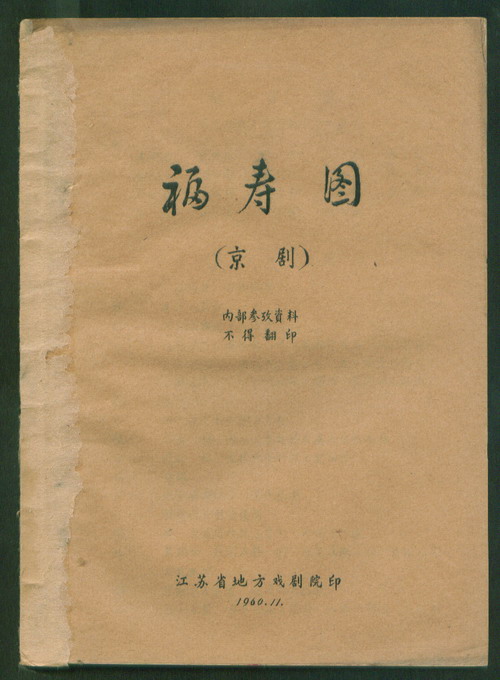 福寿图
(京剧)
内部参攷資料
不得翻印
江苏省地方戏剧院印
1960.11.